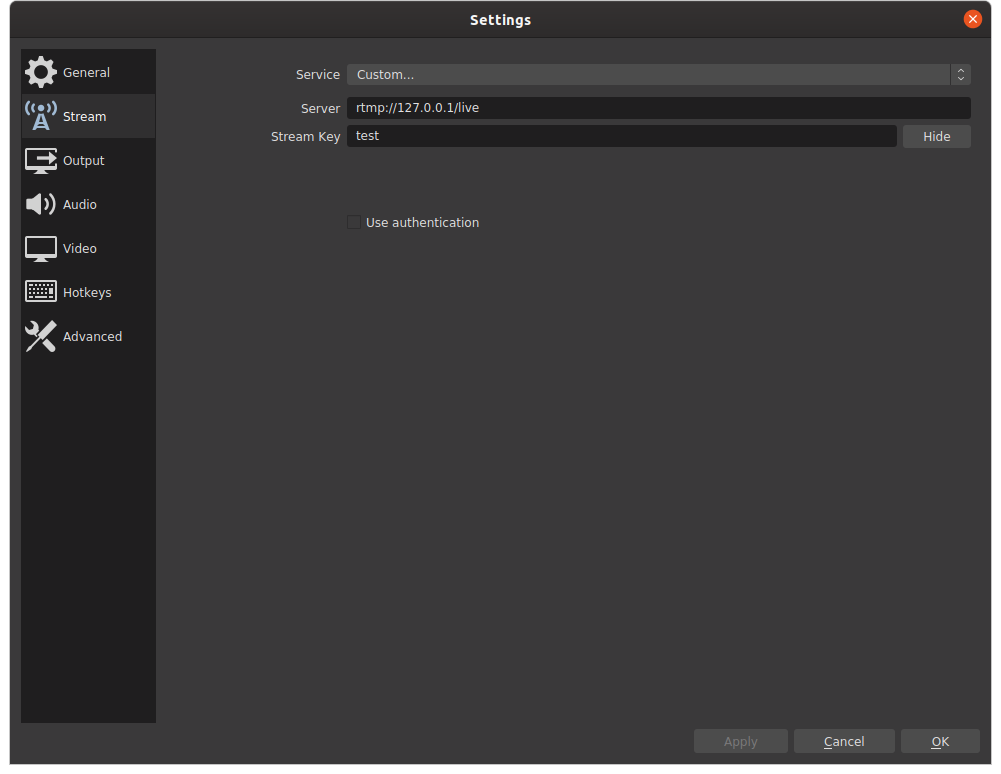 Settings
General
Stream
Output
Audio
Video
Hotkeys
Advanced
Service Custom...
Server rtmp://127.0.0.1/live
Stream Key test Hide
Use authentication
Apply Cancel OK